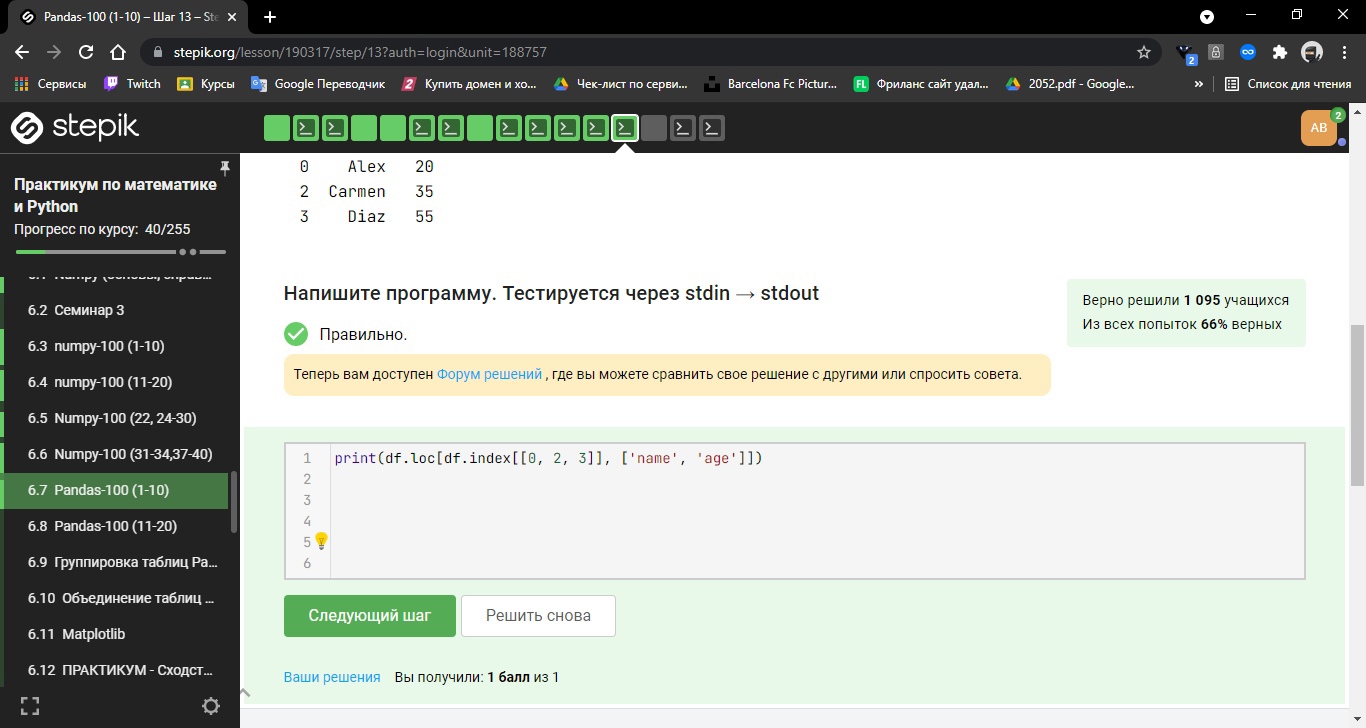 Pandas-100 (1-10) – Шаг 13 – Ste
stepik.org/lesson/190317/step/13?auth=login&unit=188757
2
Сервисы Twitch Курсы Google Переводчик Купить домен и хо... Чек-лист по серви... Barcelona Fc Pictur... Фриланс сайт удал... 2052.pdf - Google... » Список для чтения
stepik
AB 2
Практикум по математике
и Python
Прогресс по курсу: 40/255
6.2 Семинар 3
6.3 numpy-100 (1-10)
6.4 numpy-100 (11-20)
6.5 Numpy-100 (22, 24-30)
6.6 Numpy-100 (31-34,37-40)
6.7 Pandas-100 (1-10)
6.8 Pandas-100 (11-20)
6.9 Группировка таблиц Pa...
6.10 Объединение таблиц ...
6.11 Matplotlib
6.12 ПРАКТИКУМ - Сходст...
0 Alex 20
2 Carmen 35
3 Diaz 55
Напишите программу. Тестируется через stdin → stdout
Верно решили 1 095 учащихся
Из всех попыток 66% верных
Правильно.
Теперь вам доступен Форум решений , где вы можете сравнить свое решение с другими или спросить совета.
1 print(df.loc[df.index[[0, 2, 3]], ['name', 'age']])
2
3
4
5
6
Следующий шаг
Решить снова
Ваши решения Вы получили: 1 балл из 1